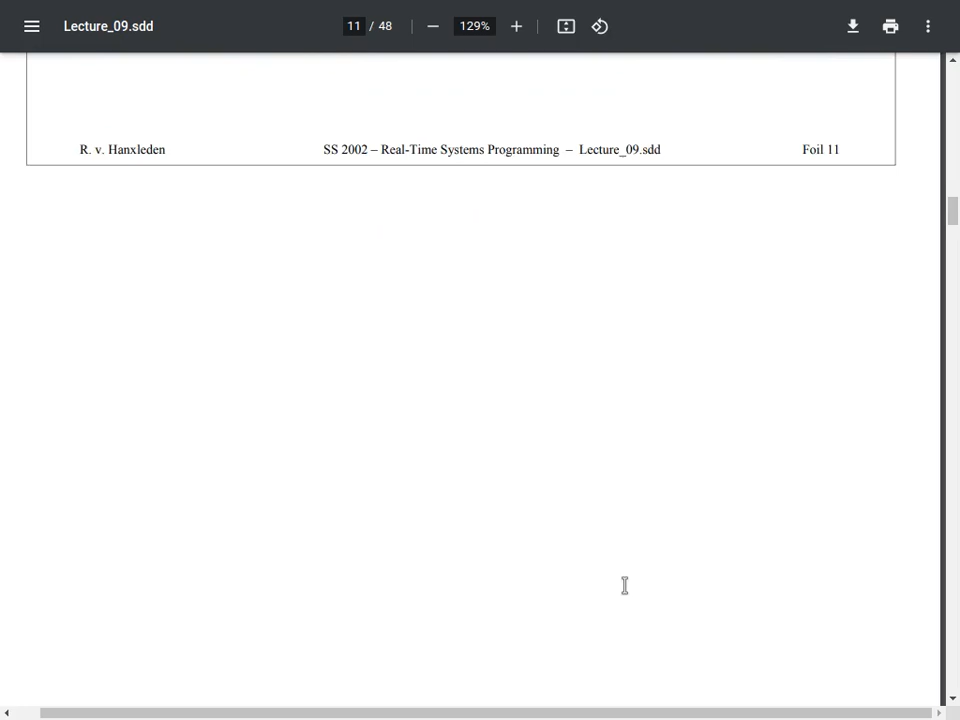 Lecture_09.sdd
11 / 48
129%
R. v. Hanxleden
SS 2002 – Real-Time Systems Programming – Lecture_09.sdd
Foil 11